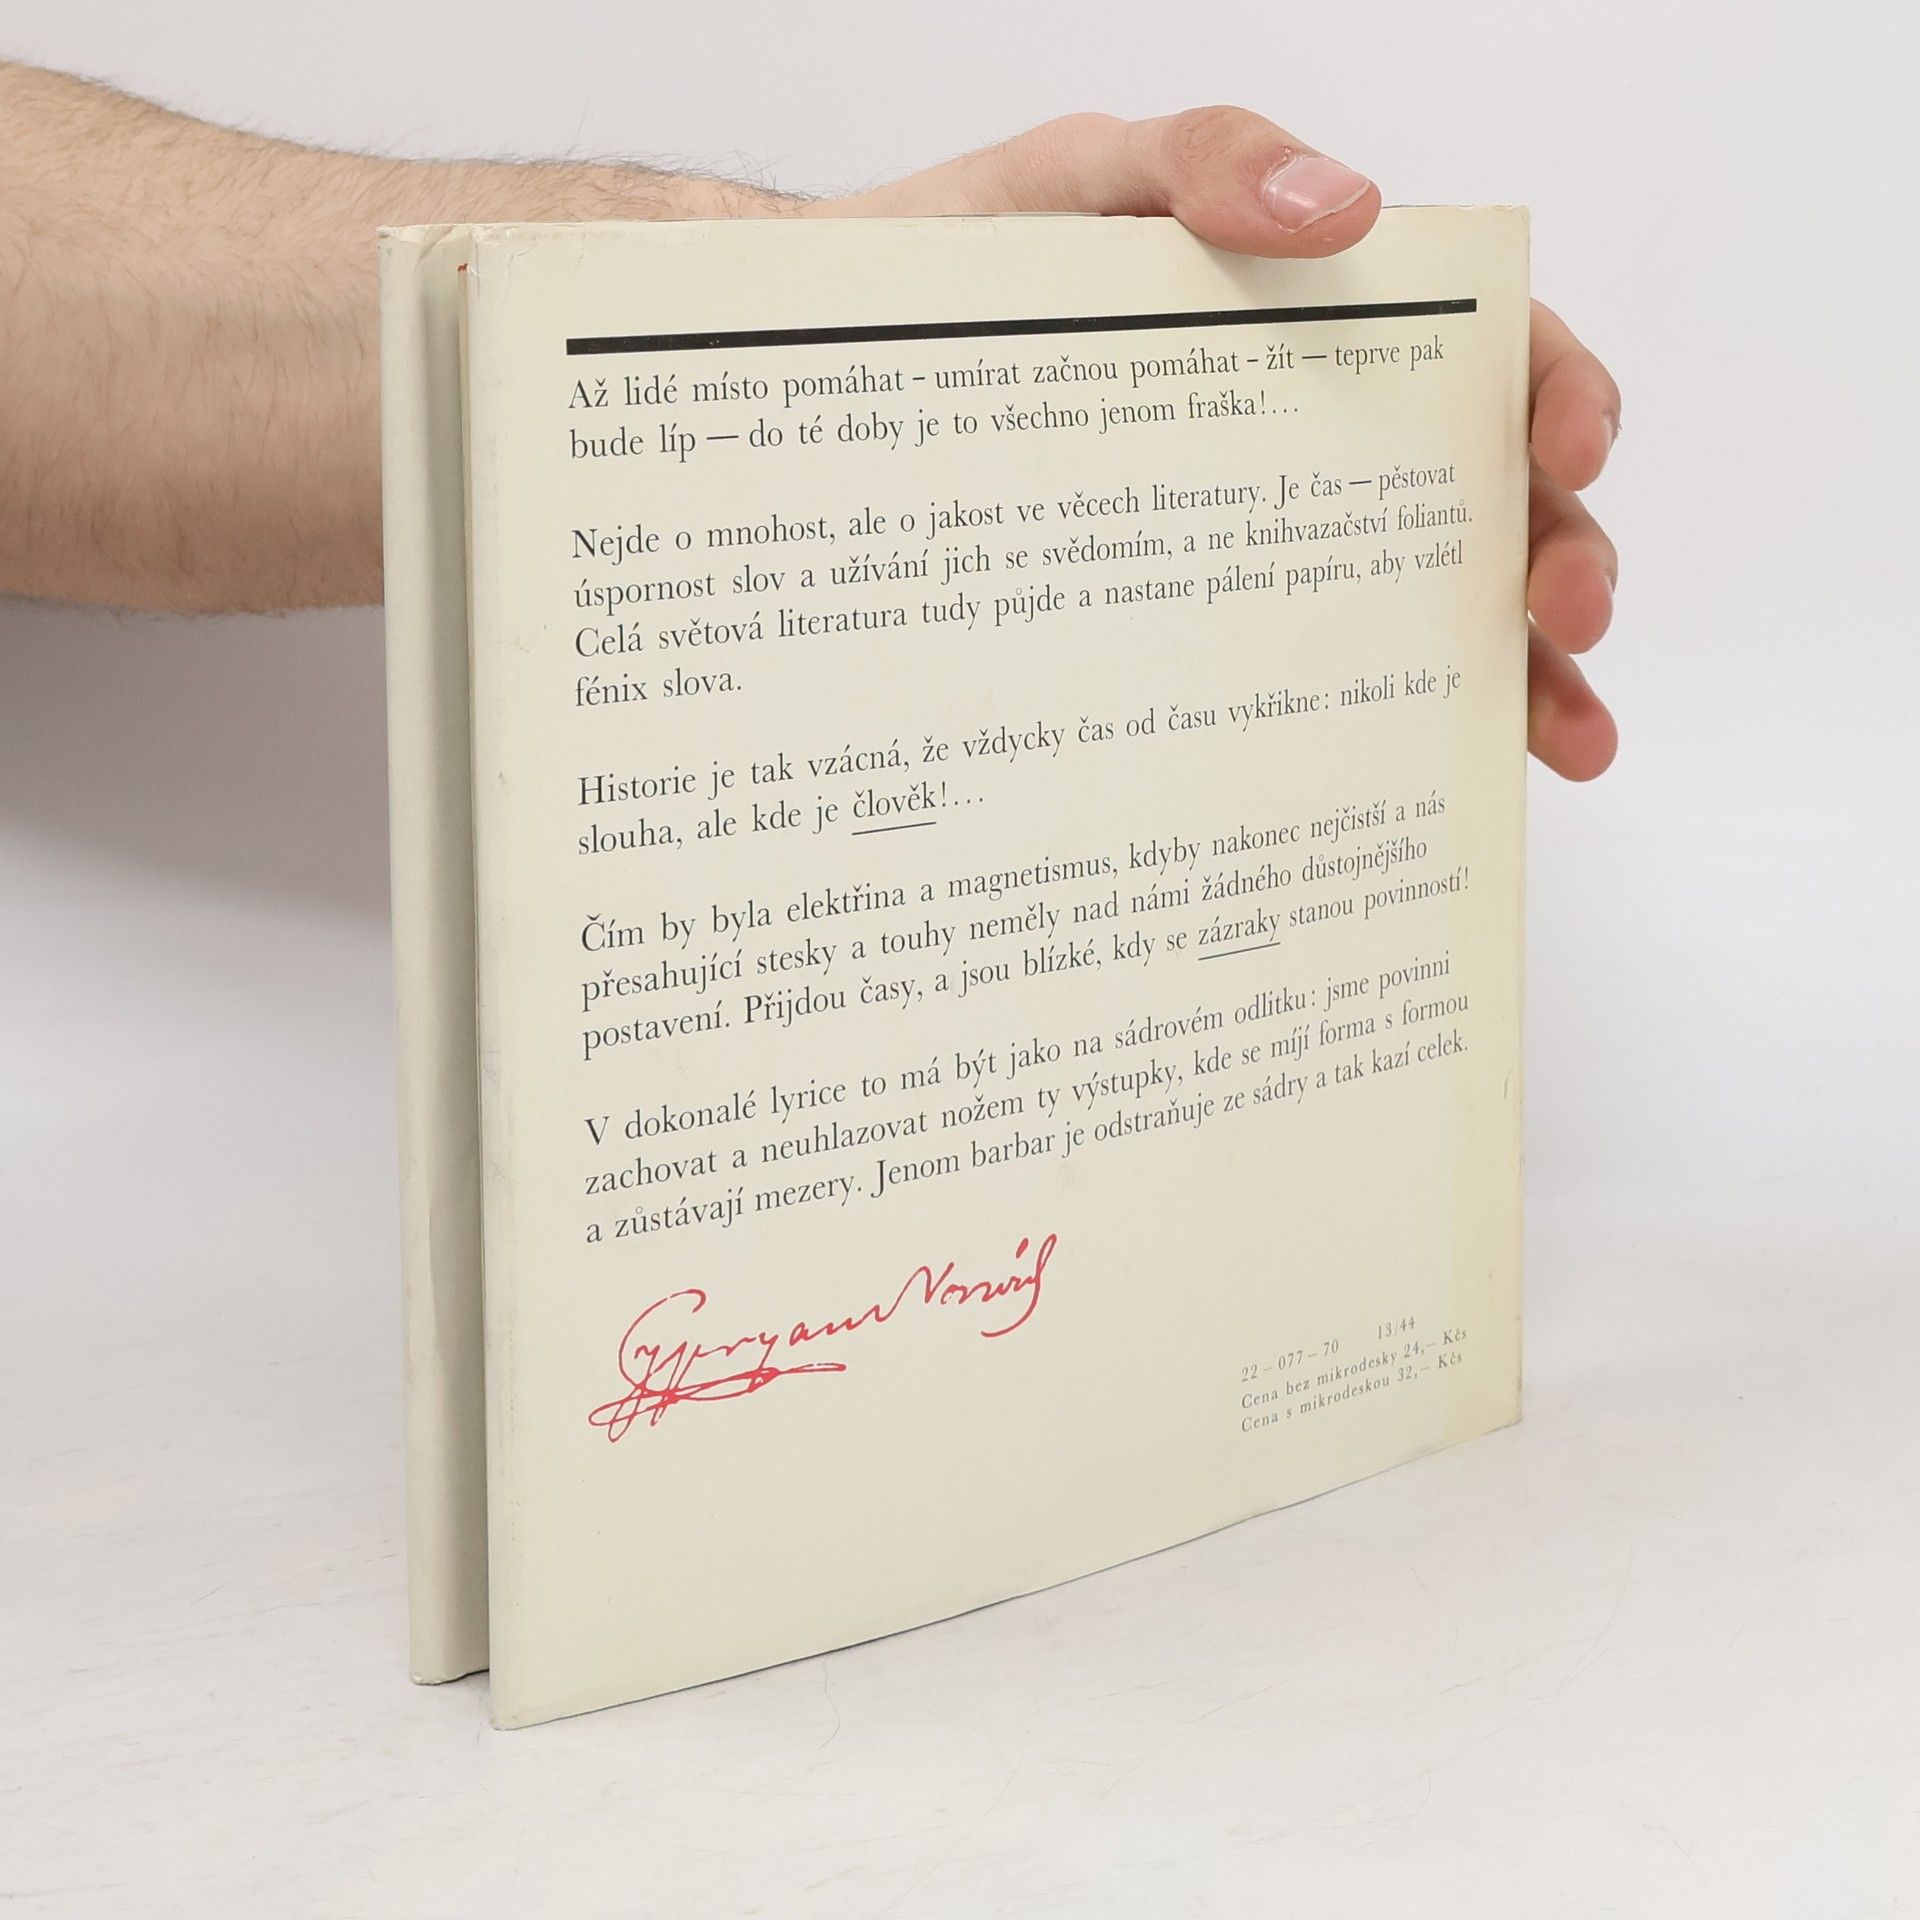 Až lidé místo pomáhat – umírat začnou pomáhat – žít — teprve pak
bude líp — do té doby je to všechno jenom fraška!...
Nejde o mnohost, ale o jakost ve věcech literatury. Je čas — pěstovat
úspornost slov a užívání jich se svědomím, a ne knihvazačství foliantů.
Celá světová literatura tudy půjde a nastane pálení papíru, aby vzlétl
fénix slova.
Historie je tak vzácná, že vždycky čas od času vykřikne: nikoli kde je
slouha, ale kde je člověk!...
Čím by byla elektřina a magnetismus, kdyby nakonec nejčistší a nás
přesahující stesky a touhy neměly nad námi žádného důstojnějšího
postavení. Přijdou časy, a jsou blízké, kdy se zázraky stanou povinností!
V dokonalé lyrice to má být jako na sádrovém odlitku: jsme povinni
zachovat a neuhlazovat nožem ty výstupky, kde se míjí forma s formou
a zůstávají mezery. Jenom barbar je odstraňuje ze sádry a tak kazí celek.
Cypryan Norwid
22–077–70 13/44
Cena bez mikrodesky 24,– Kčs
Cena s mikrodeskou 32,– Kčs